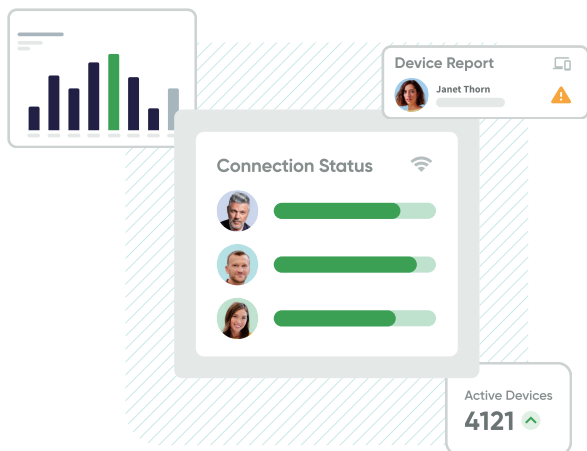 Device Report
Janet Thorn
Connection Status
Active Devices
4121